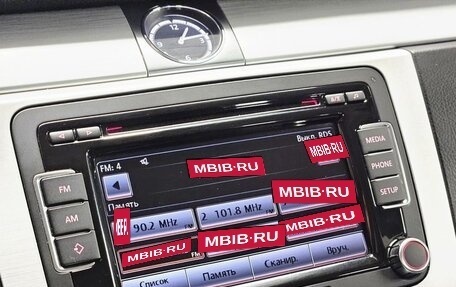 FM: 4
Выкл. RDS
MBIB·RU
MBIB·RU
Память
MBIB·RU
90.2 MHz
2 101.8 MHz FM
MBIB·RU
MBIB·RU
MBIB·RU
Список
Память
Сканир.
Вруч.
FM
AM
MEDIA
PHONE
SETUP